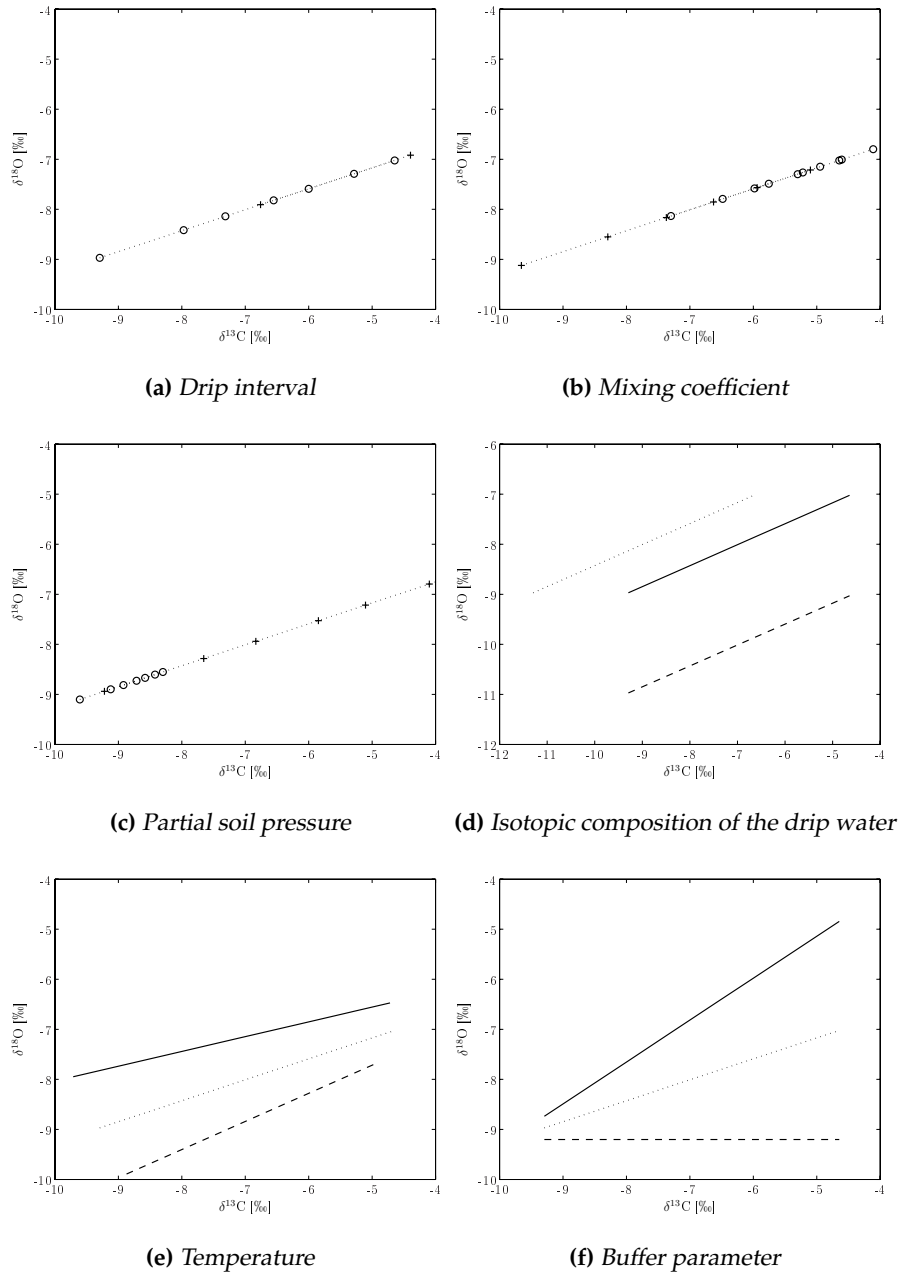 -4
-5
-6
-7
-8
-9
-10
-10 -9 -8 -7 -6 -5 -4
δ¹⁸O [‰]
δ¹³C [‰]
(a) Drip interval
-4
-5
-6
-7
-8
-9
-10
-10 -9 -8 -7 -6 -5 -4
δ¹⁸O [‰]
δ¹³C [‰]
(b) Mixing coefficient
-4
-5
-6
-7
-8
-9
-10
-10 -9 -8 -7 -6 -5 -4
δ¹⁸O [‰]
δ¹³C [‰]
(c) Partial soil pressure
-6
-7
-8
-9
-10
-11
-12
-12 -11 -10 -9 -8 -7 -6 -5 -4
δ¹⁸O [‰]
δ¹³C [‰]
(d) Isotopic composition of the drip water
-4
-5
-6
-7
-8
-9
-10
-10 -9 -8 -7 -6 -5 -4
δ¹⁸O [‰]
δ¹³C [‰]
(e) Temperature
-4
-5
-6
-7
-8
-9
-10
-10 -9 -8 -7 -6 -5 -4
δ¹⁸O [‰]
δ¹³C [‰]
(f) Buffer parameter